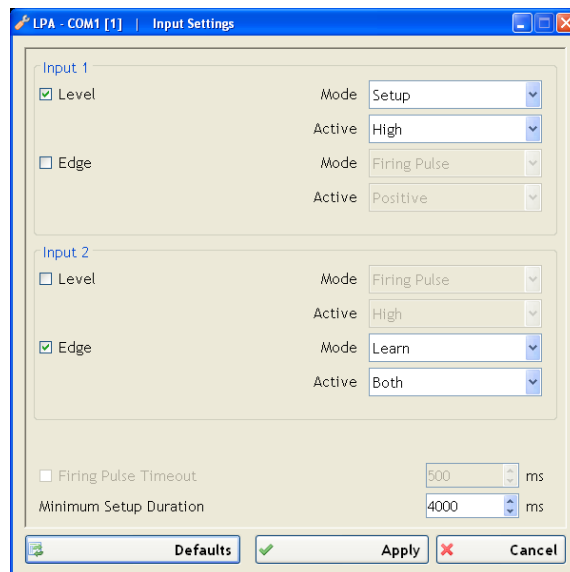 LPA - COM1 [1] | Input Settings
Input 1
Level Mode Setup
Active High
Edge Mode Firing Pulse
Active Positive
Input 2
Level Mode Firing Pulse
Active High
Edge Mode Learn
Active Both
Firing Pulse Timeout 500 ms
Minimum Setup Duration 4000 ms
Defaults Apply Cancel